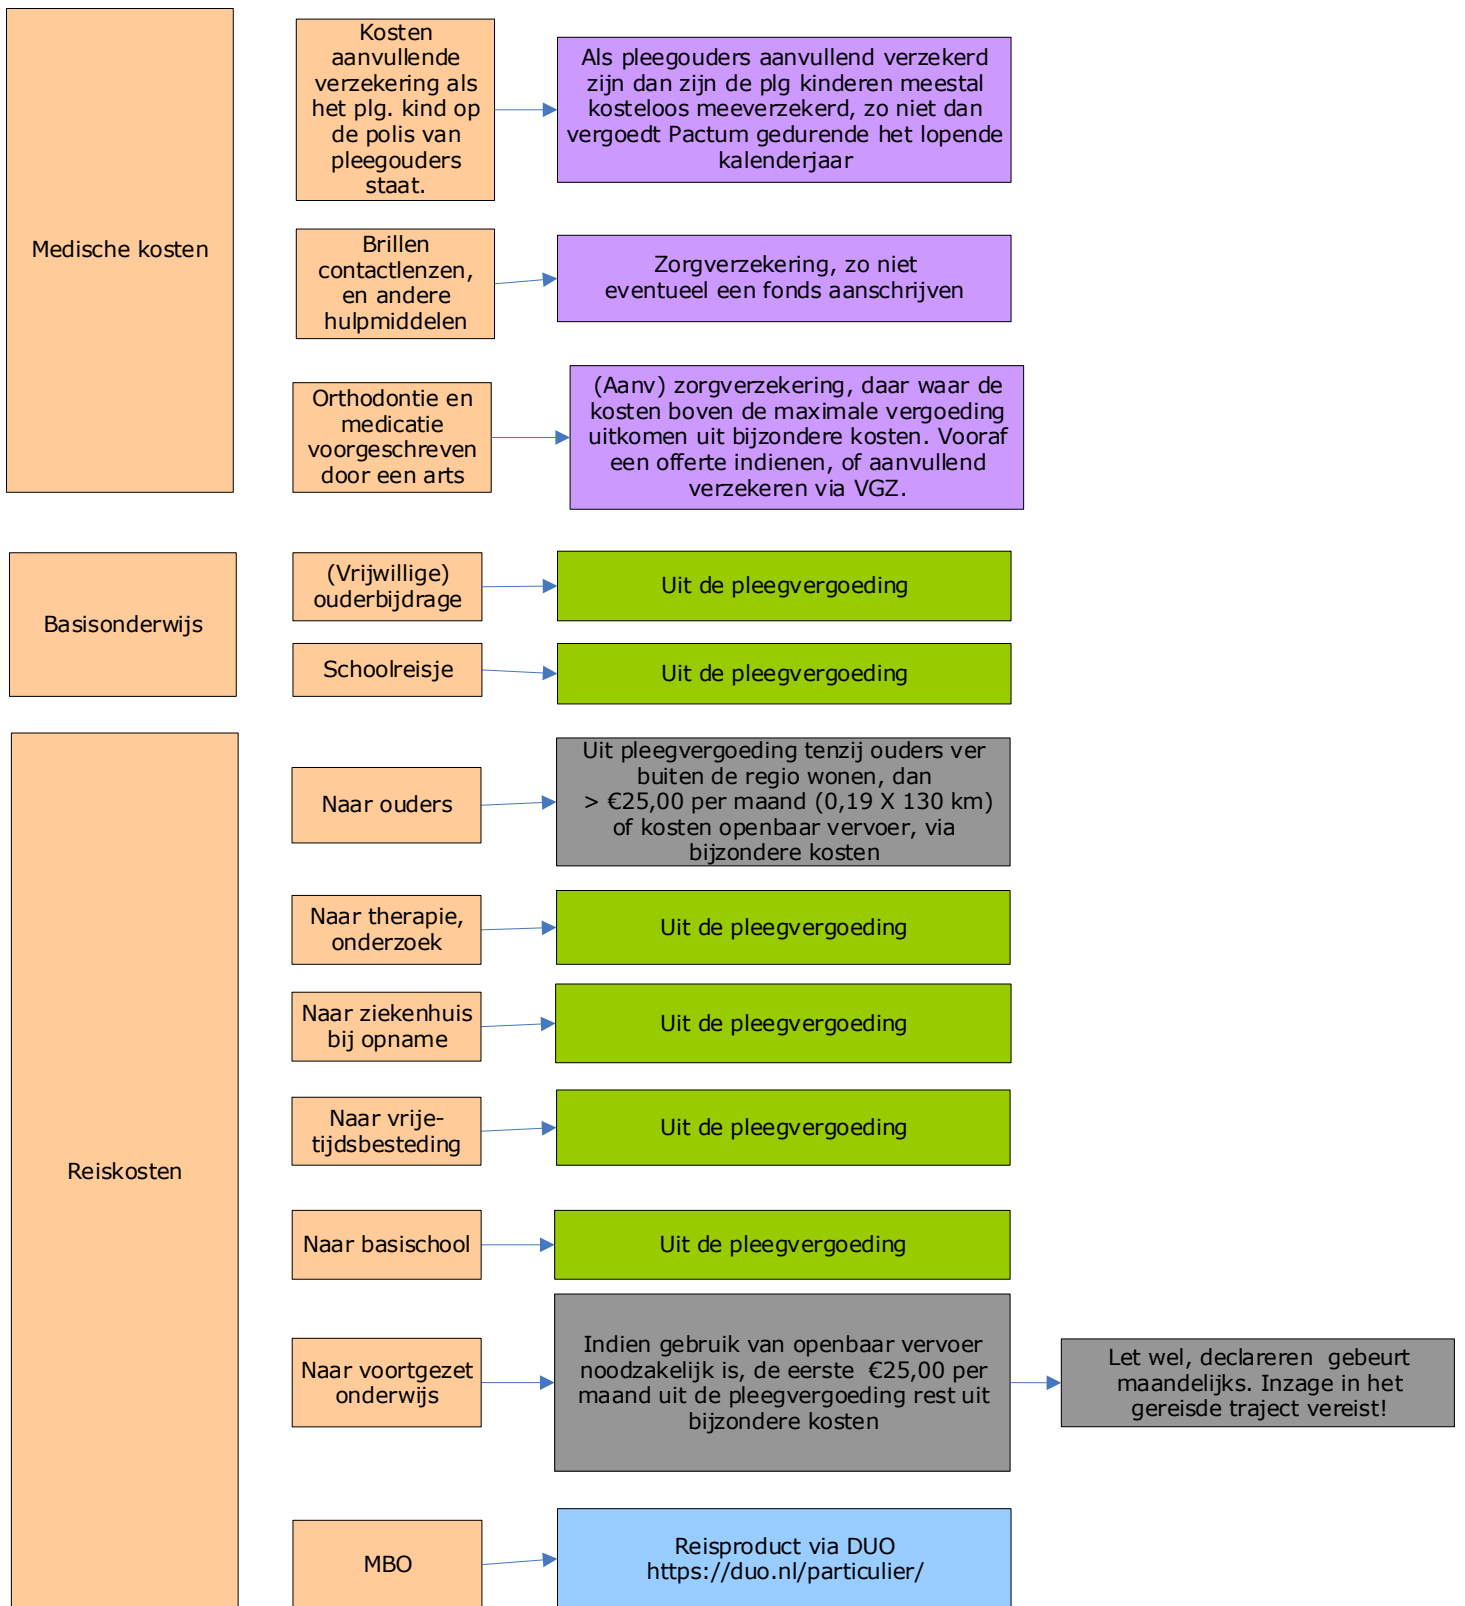 Medische kosten
Kosten
aanvullende
verzekering als
het plg. kind op
de polis van
pleegouders
staat.
Als pleegouders aanvullend verzekerd
zijn dan zijn de plg kinderen meestal
kosteloos meeverzekerd, zo niet dan
vergoedt Pactum gedurende het lopende
kalenderjaar
Brillen
contactlenzen,
en andere
hulpmiddelen
Zorgverzekering, zo niet
eventueel een fonds aanschrijven
Orthodontie en
medicatie
voorgeschreven
door een arts
(Aanv) zorgverzekering, daar waar de
kosten boven de maximale vergoeding
uitkomen uit bijzondere kosten. Vooraf
een offerte indienen, of aanvullend
verzekeren via VGZ.
Basisonderwijs
(Vrijwillige)
ouderbijdrage
Uit de pleegvergoeding
Schoolreisje
Uit de pleegvergoeding
Reiskosten
Naar ouders
Uit pleegvergoeding tenzij ouders ver
buiten de regio wonen, dan
> €25,00 per maand (0,19 X 130 km)
of kosten openbaar vervoer, via
bijzondere kosten
Naar therapie,
onderzoek
Uit de pleegvergoeding
Naar ziekenhuis
bij opname
Uit de pleegvergoeding
Naar vrije-
tijdsbesteding
Uit de pleegvergoeding
Naar basischool
Uit de pleegvergoeding
Naar voortgezet
onderwijs
Indien gebruik van openbaar vervoer
noodzakelijk is, de eerste €25,00 per
maand uit de pleegvergoeding rest uit
bijzondere kosten
Let wel, declareren gebeurt
maandelijks. Inzage in het
gereisde traject vereist!
MBO
Reisproduct via DUO
https://duo.nl/particulier/